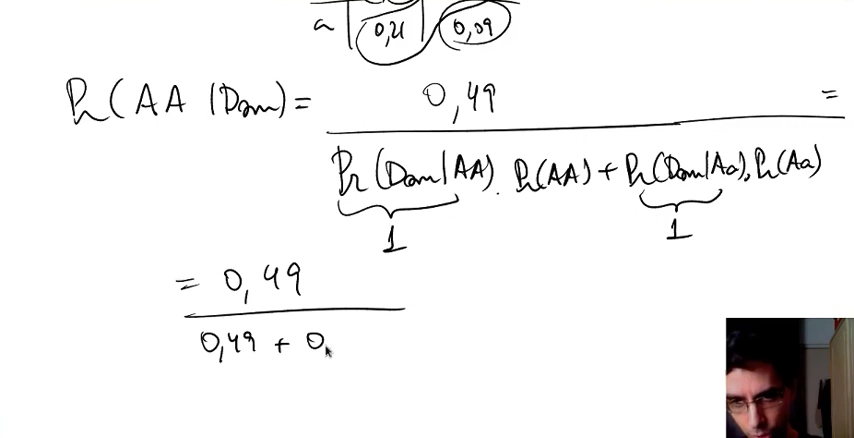 a 0,21 0,09
Pr(AA|Dom) = 0,49 =
Pr(Dom|AA). Pr(AA) + Pr(Dom|Aa). Pr(Aa)
1 1
= 0,49
0,49 + 0,